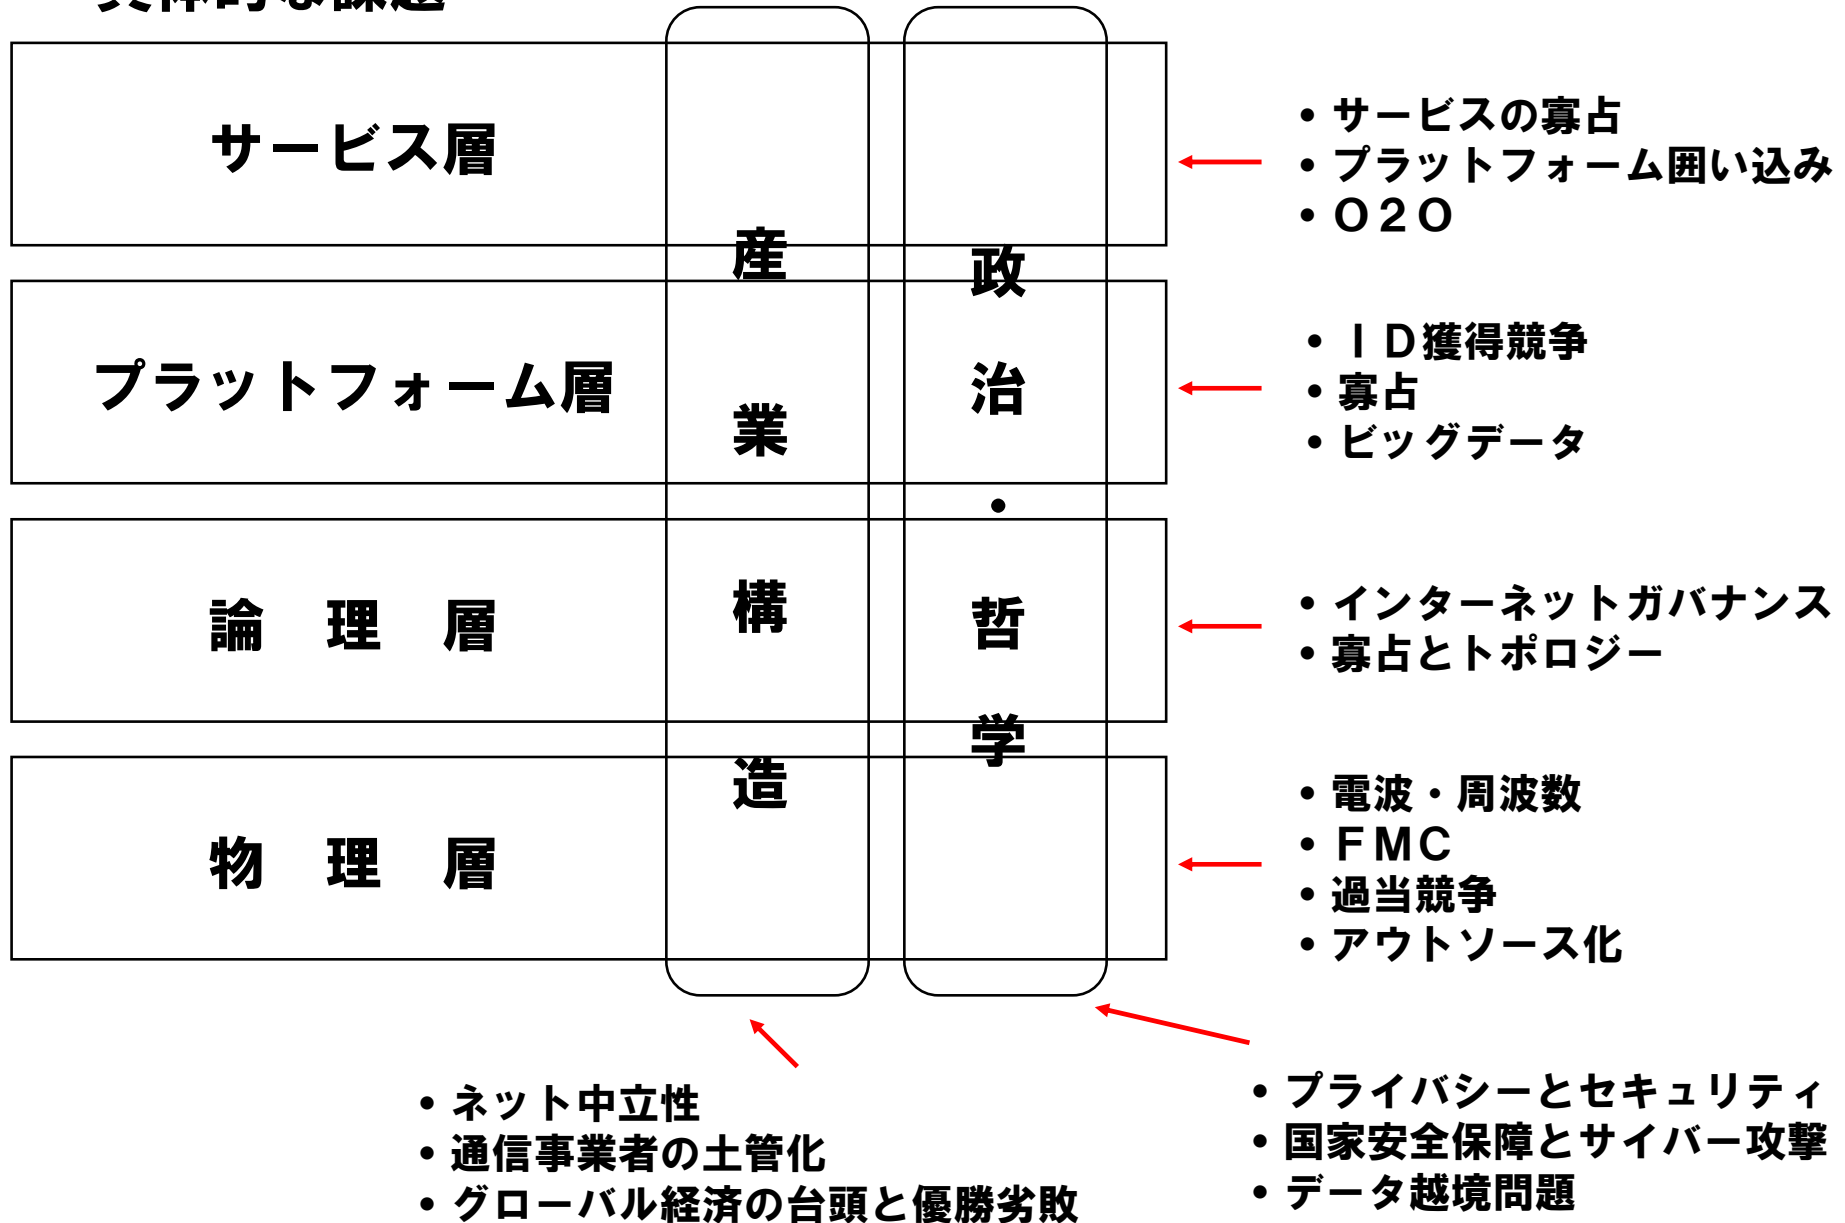 具体的な課題
サービス層
・サービスの寡占
・プラットフォーム囲い込み
・Ｏ２Ｏ
プラットフォーム層
・ＩＤ獲得競争
・寡占
・ビッグデータ
論　理　層
・インターネットガバナンス
・寡占とトポロジー
物　理　層
・電波・周波数
・ＦＭＣ
・過当競争
・アウトソース化
産業構造
政治・哲学
・ネット中立性
・通信事業者の土管化
・グローバル経済の台頭と優勝劣敗
・プライバシーとセキュリティ
・国家安全保障とサイバー攻撃
・データ越境問題